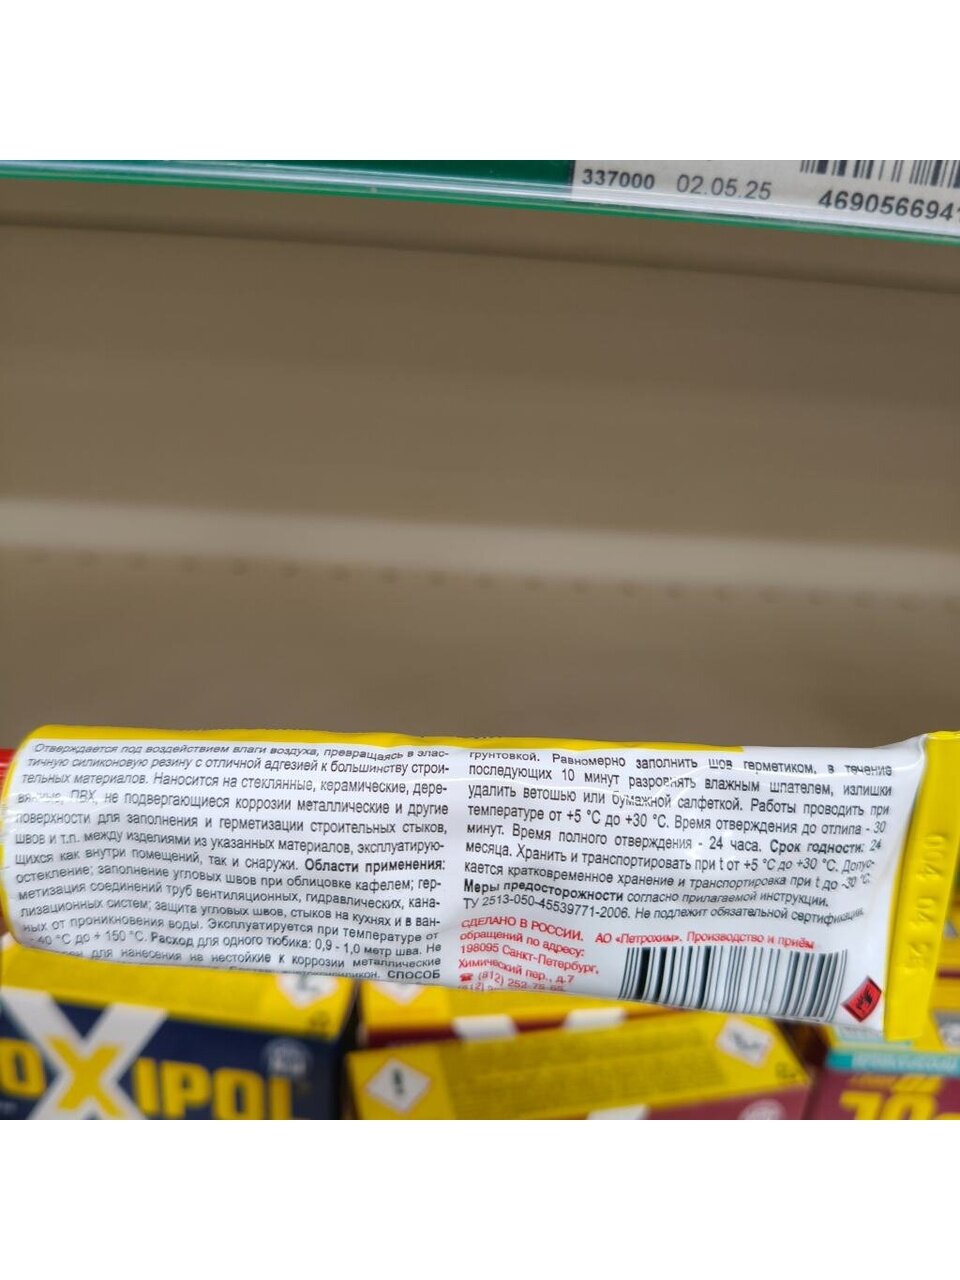 337000 02.05.25
469056694
Отверждается под воздействием влаги воздуха, превращаясь в элас-
тичную силиконовую резину с отличной адгезией к большинству строи-
тельных материалов. Наносится на стеклянные, керамические, дере-
вянные, ПВХ, не подвергающиеся коррозии металлические и другие
поверхности для заполнения и герметизации строительных стыков,
швов и т.п. между изделиями из указанных материалов, эксплуатирую-
щихся как внутри помещений, так и снаружи. Области применения:
остекление; заполнение угловых швов при облицовке кафелем; гер-
метизация соединений труб вентиляционных, гидравлических, кана-
лизационных систем; защита угловых швов, стыков на кухнях и в ван-
ных от проникновения воды. Эксплуатируется при температуре от
- 40 °С до + 150 °С. Расход для одного тюбика: 0,9 - 1,0 метр шва. Не
для нанесения на нестойкие к коррозии металлические
СПОСОБ
грунтовкой. Равномерно заполнить шов герметиком, в течение
последующих 10 минут разровнять влажным шпателем, излишки
удалить ветошью или бумажной салфеткой. Работы проводить при
температуре от +5 °С до +30 °С. Время отверждения до отлипа - 30
минут. Время полного отверждения - 24 часа. Срок годности: 24
месяца. Хранить и транспортировать при t от +5 °С до +30 °С. Допус-
кается кратковременное хранение и транспортировка при t до -30 °С.
Меры предосторожности согласно прилагаемой инструкции.
ТУ 2513-050-45539771-2006. Не подлежит обязательной сертификации.
СДЕЛАНО В РОССИИ. АО «Петрохим». Производство и приём
обращений по адресу:
198095 Санкт-Петербург,
Химический пер., д.7
(812) 252-75-95
OXIPOL
POL